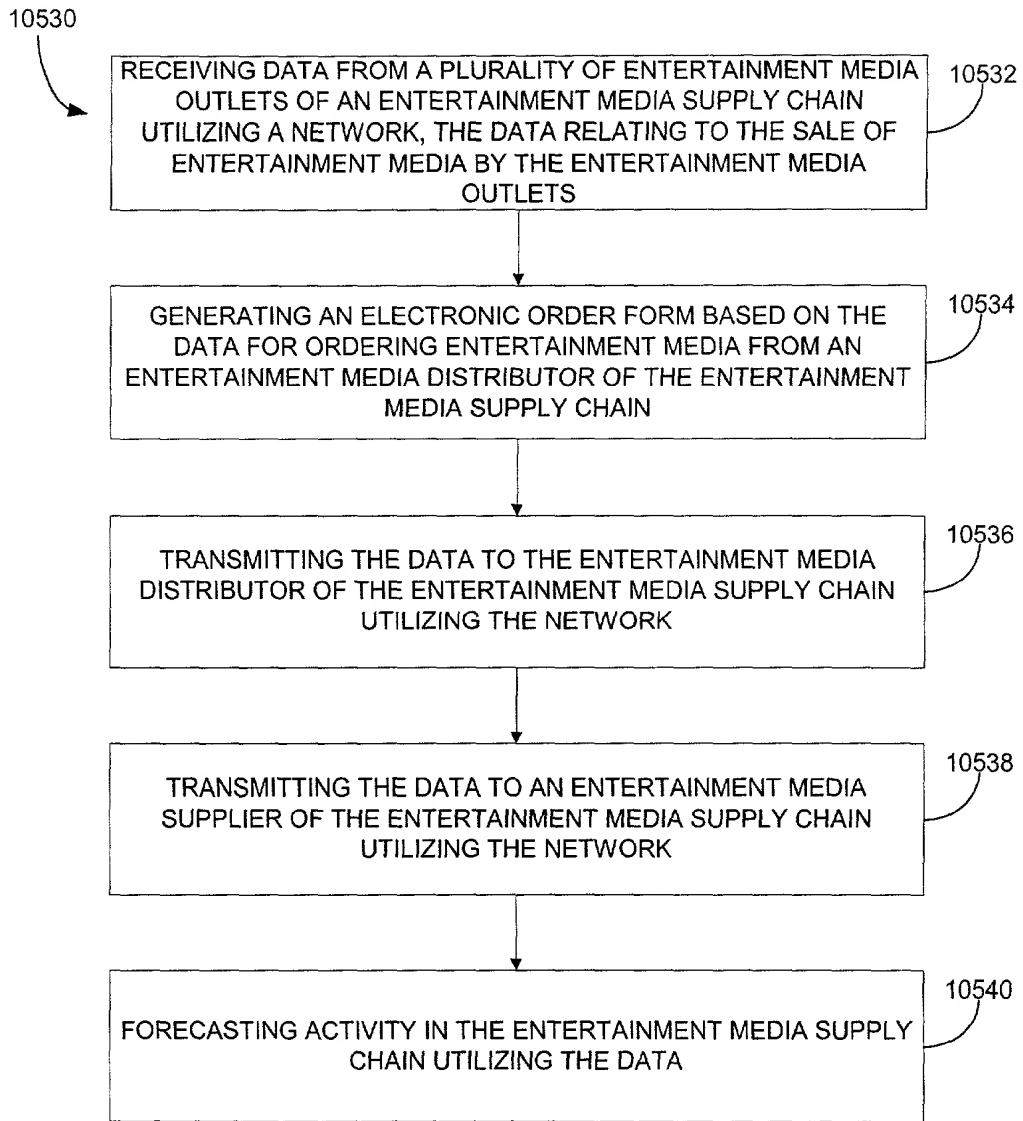 10530
RECEIVING DATA FROM A PLURALITY OF ENTERTAINMENT MEDIA
OUTLETS OF AN ENTERTAINMENT MEDIA SUPPLY CHAIN
UTILIZING A NETWORK, THE DATA RELATING TO THE SALE OF
ENTERTAINMENT MEDIA BY THE ENTERTAINMENT MEDIA
OUTLETS
10532
GENERATING AN ELECTRONIC ORDER FORM BASED ON THE
DATA FOR ORDERING ENTERTAINMENT MEDIA FROM AN
ENTERTAINMENT MEDIA DISTRIBUTOR OF THE ENTERTAINMENT
MEDIA SUPPLY CHAIN
10534
TRANSMITTING THE DATA TO THE ENTERTAINMENT MEDIA
DISTRIBUTOR OF THE ENTERTAINMENT MEDIA SUPPLY CHAIN
UTILIZING THE NETWORK
10536
TRANSMITTING THE DATA TO AN ENTERTAINMENT MEDIA
SUPPLIER OF THE ENTERTAINMENT MEDIA SUPPLY CHAIN
UTILIZING THE NETWORK
10538
FORECASTING ACTIVITY IN THE ENTERTAINMENT MEDIA SUPPLY
CHAIN UTILIZING THE DATA
10540